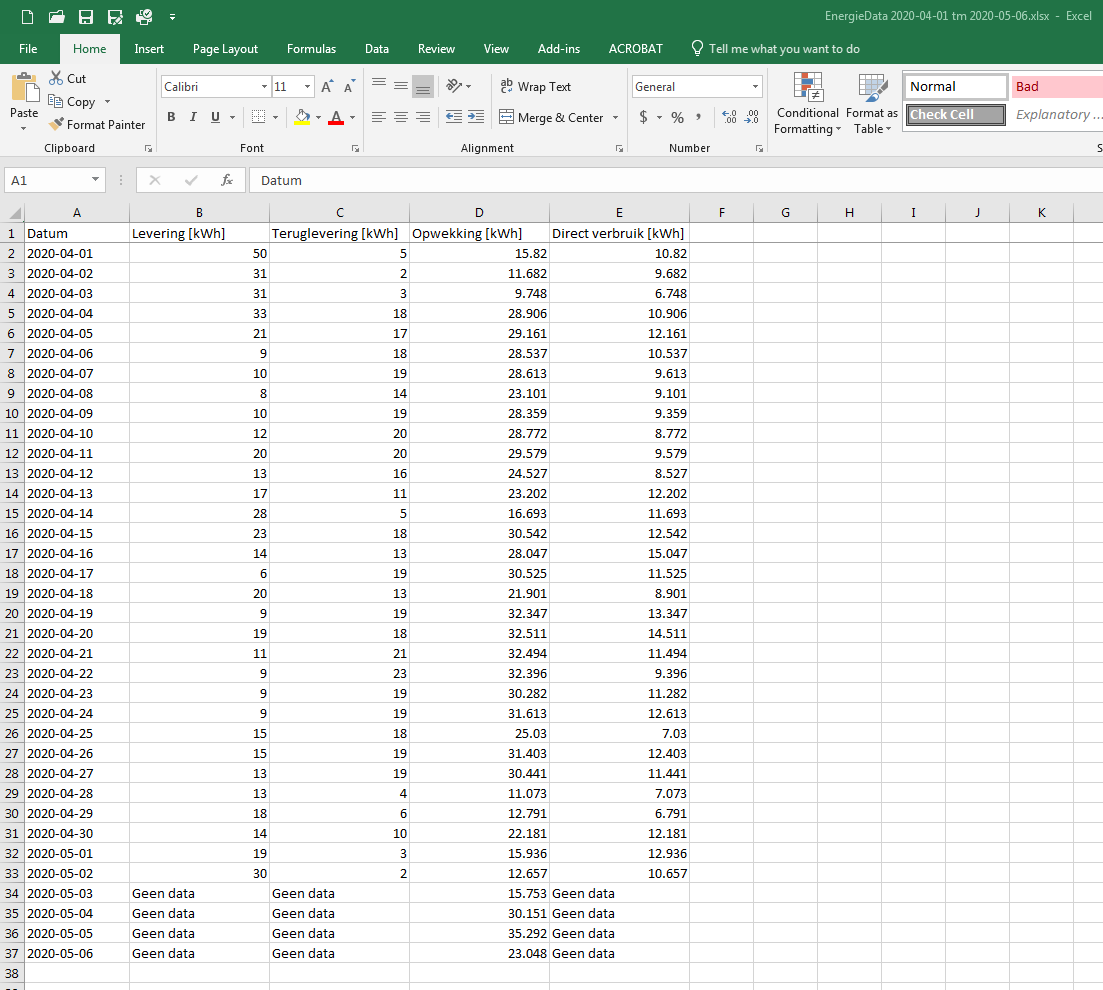 EnergieData 2020-04-01 tm 2020-05-06.xlsx - Excel
File Home Insert Page Layout Formulas Data Review View Add-ins ACROBAT Tell me what you want to do
Paste
Cut
Copy
Format Painter
Clipboard
Calibri 11
B I U A
Font
Wrap Text
Merge & Center
Alignment
General
$ % ,
Number
Conditional Formatting
Format as Table
Normal Bad
Check Cell Explanatory ...
A1 fx Datum
A B C D E F G H I J K
1 Datum Levering [kWh] Teruglevering [kWh] Opwekking [kWh] Direct verbruik [kWh]
2 2020-04-01 50 5 15.82 10.82
3 2020-04-02 31 2 11.682 9.682
4 2020-04-03 31 3 9.748 6.748
5 2020-04-04 33 18 28.906 10.906
6 2020-04-05 21 17 29.161 12.161
7 2020-04-06 9 18 28.537 10.537
8 2020-04-07 10 19 28.613 9.613
9 2020-04-08 8 14 23.101 9.101
10 2020-04-09 10 19 28.359 9.359
11 2020-04-10 12 20 28.772 8.772
12 2020-04-11 20 20 29.579 9.579
13 2020-04-12 13 16 24.527 8.527
14 2020-04-13 17 11 23.202 12.202
15 2020-04-14 28 5 16.693 11.693
16 2020-04-15 23 18 30.542 12.542
17 2020-04-16 14 13 28.047 15.047
18 2020-04-17 6 19 30.525 11.525
19 2020-04-18 20 13 21.901 8.901
20 2020-04-19 9 19 32.347 13.347
21 2020-04-20 19 18 32.511 14.511
22 2020-04-21 11 21 32.494 11.494
23 2020-04-22 9 23 32.396 9.396
24 2020-04-23 9 19 30.282 11.282
25 2020-04-24 9 19 31.613 12.613
26 2020-04-25 15 18 25.03 7.03
27 2020-04-26 15 19 31.403 12.403
28 2020-04-27 13 19 30.441 11.441
29 2020-04-28 13 4 11.073 7.073
30 2020-04-29 18 6 12.791 6.791
31 2020-04-30 14 10 22.181 12.181
32 2020-05-01 19 3 15.936 12.936
33 2020-05-02 30 2 12.657 10.657
34 2020-05-03 Geen data Geen data 15.753 Geen data
35 2020-05-04 Geen data Geen data 30.151 Geen data
36 2020-05-05 Geen data Geen data 35.292 Geen data
37 2020-05-06 Geen data Geen data 23.048 Geen data
38